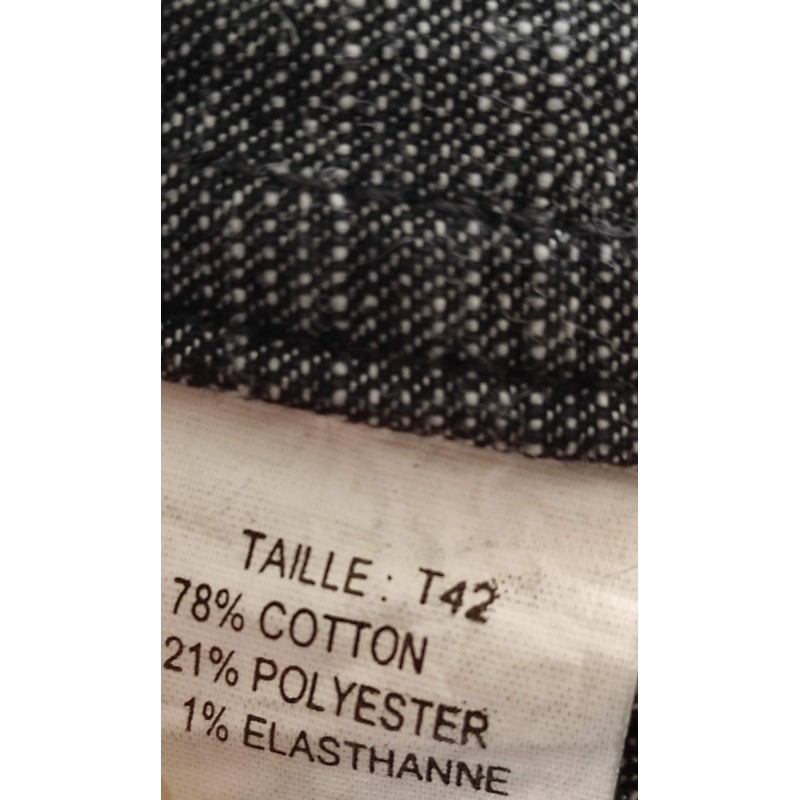 TAILLE : T42
78% COTTON
21% POLYESTER
1% ELASTHANNE